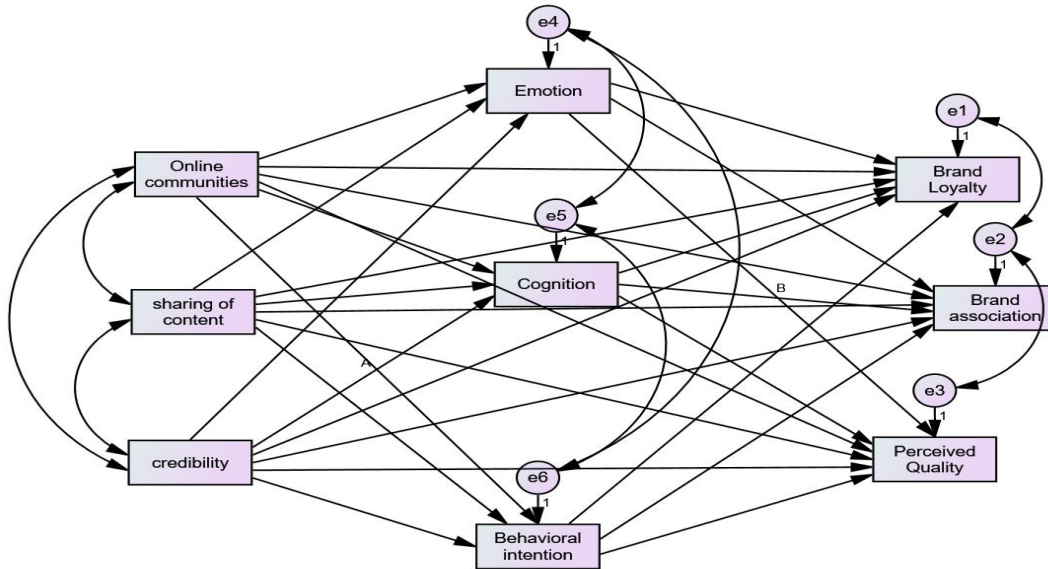 e4
1
Emotion
e1
1
Online
communities
Brand
Loyalty
e5
1
e2
1
Cognition
sharing of
content
B
Brand
association
A
e3
1
credibility
Perceived
Quality
e6
1
Behavioral
intention